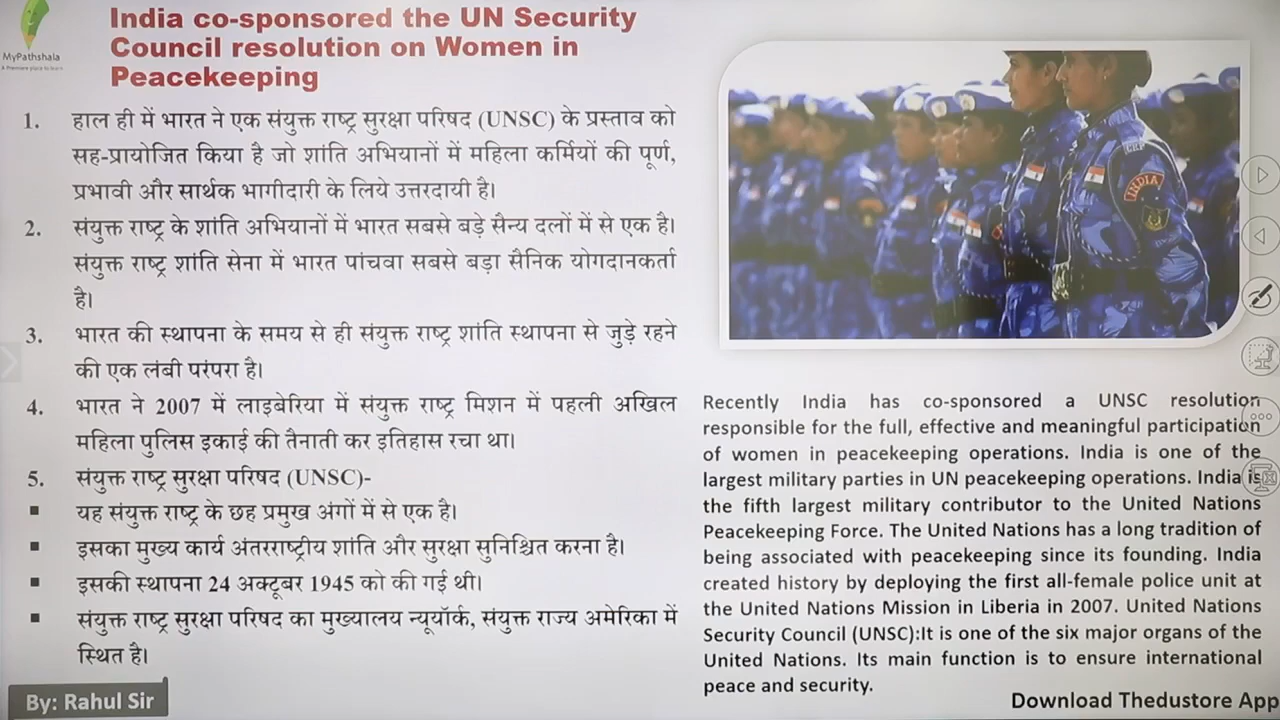 India co-sponsored the UN Security
Council resolution on Women in
Peacekeeping
MyPathshala
1. हाल ही में भारत ने एक संयुक्त राष्ट्र सुरक्षा परिषद (UNSC) के प्रस्ताव को
सह-प्रायोजित किया है जो शांति अभियानों में महिला कर्मियों की पूर्ण,
प्रभावी और सार्थक भागीदारी के लिये उत्तरदायी है।
2. संयुक्त राष्ट्र के शांति अभियानों में भारत सबसे बड़े सैन्य दलों में से एक है।
संयुक्त राष्ट्र शांति सेना में भारत पांचवा सबसे बड़ा सैनिक योगदानकर्ता
है।
3. भारत की स्थापना के समय से ही संयुक्त राष्ट्र शांति स्थापना से जुड़े रहने
की एक लंबी परंपरा है।
4. भारत ने 2007 में लाइबेरिया में संयुक्त राष्ट्र मिशन में पहली अखिल
महिला पुलिस इकाई की तैनाती कर इतिहास रचा था।
5. संयुक्त राष्ट्र सुरक्षा परिषद (UNSC)-
▪ यह संयुक्त राष्ट्र के छह प्रमुख अंगों में से एक है।
▪ इसका मुख्य कार्य अंतरराष्ट्रीय शांति और सुरक्षा सुनिश्चित करना है।
▪ इसकी स्थापना 24 अक्टूबर 1945 को की गई थी।
▪ संयुक्त राष्ट्र सुरक्षा परिषद का मुख्यालय न्यूयॉर्क, संयुक्त राज्य अमेरिका में
स्थित है।
By: Rahul Sir
INDIA
Recently India has co-sponsored a UNSC resolution
responsible for the full, effective and meaningful participation
of women in peacekeeping operations. India is one of the
largest military parties in UN peacekeeping operations. India is
the fifth largest military contributor to the United Nations
Peacekeeping Force. The United Nations has a long tradition of
being associated with peacekeeping since its founding. India
created history by deploying the first all-female police unit at
the United Nations Mission in Liberia in 2007. United Nations
Security Council (UNSC):It is one of the six major organs of the
United Nations. Its main function is to ensure international
peace and security.
Download Thedustore App